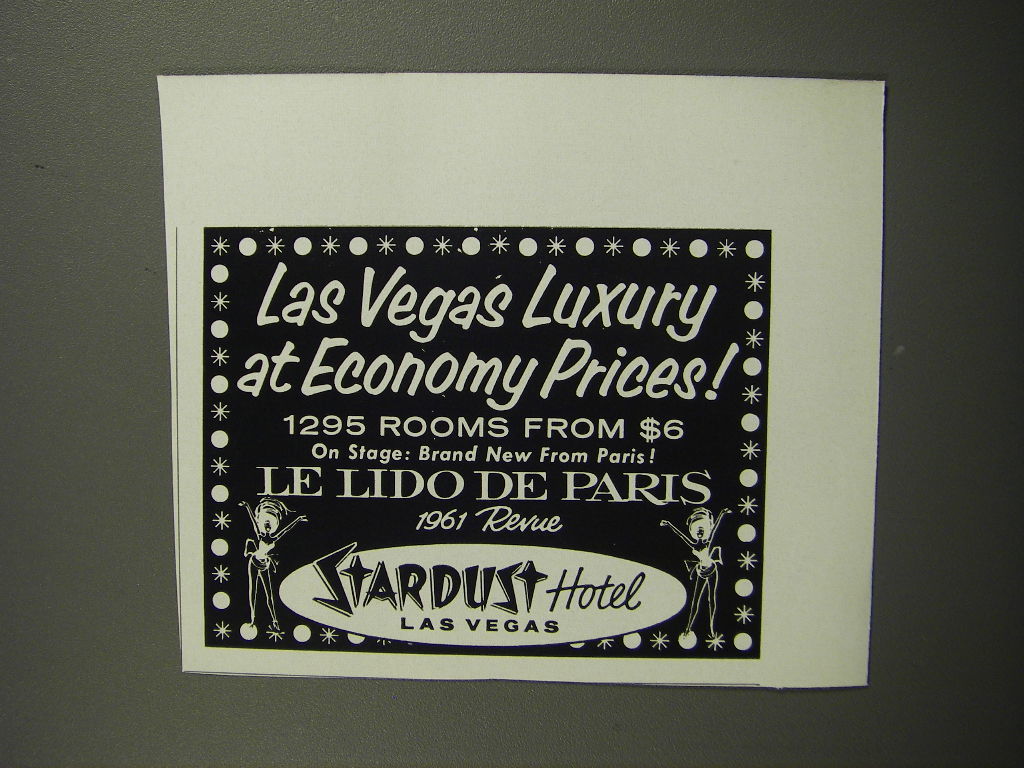 Las Vegas Luxury
at Economy Prices!
1295 ROOMS FROM $6
On Stage: Brand New From Paris!
LE LIDO DE PARIS
1961 Revue
STARDUST Hotel
LAS VEGAS